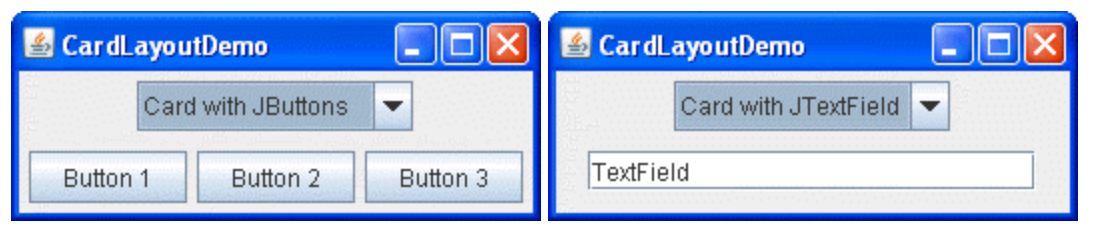 CardLayoutDemo
Card with JButtons
Button 1 Button 2 Button 3
CardLayoutDemo
Card with JTextField
TextField